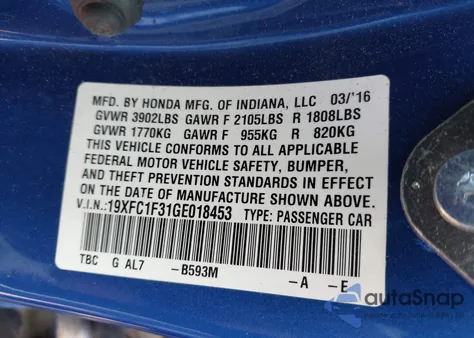 MFD. BY HONDA MFG. OF INDIANA, LLC 03/'16
GVWR 3902LBS GAWR F 2105LBS R 1808LBS
GVWR 1770KG GAWR F 955KG R 820KG
THIS VEHICLE CONFORMS TO ALL APPLICABLE
FEDERAL MOTOR VEHICLE SAFETY, BUMPER,
AND THEFT PREVENTION STANDARDS IN EFFECT
ON THE DATE OF MANUFACTURE SHOWN ABOVE.
V.I.N.:19XFC1F31GE018453 TYPE: PASSENGER CAR
TBC G AL7 -B593M -A -E
autoSnap